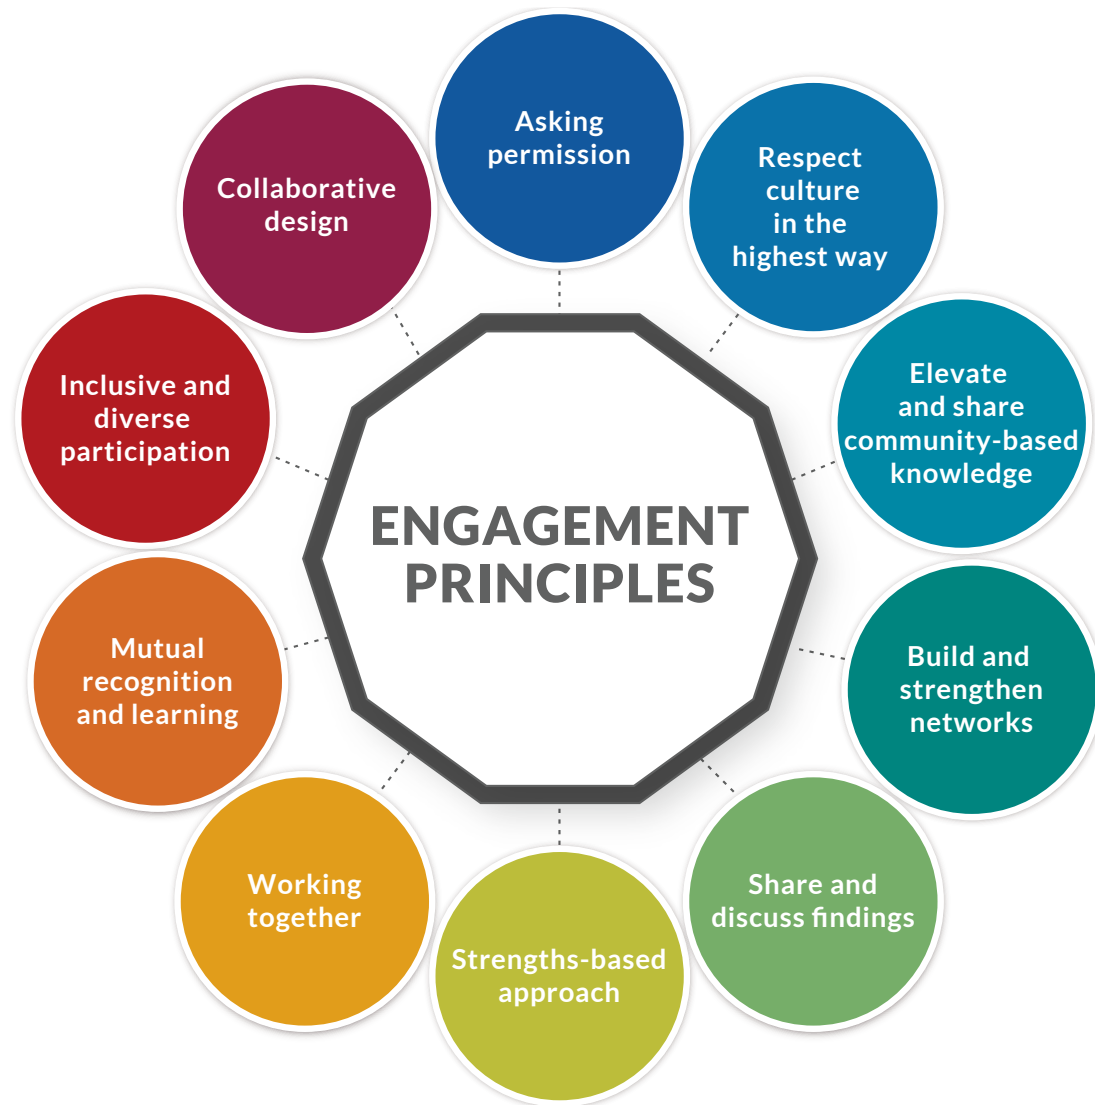 Asking
permission
Respect
culture
in the
highest way
Elevate
and share
community-based
knowledge
Build and
strengthen
networks
Share and
discuss findings
Strengths-based
approach
Working
together
Mutual
recognition
and learning
Inclusive and
diverse
participation
Collaborative
design
ENGAGEMENT
PRINCIPLES